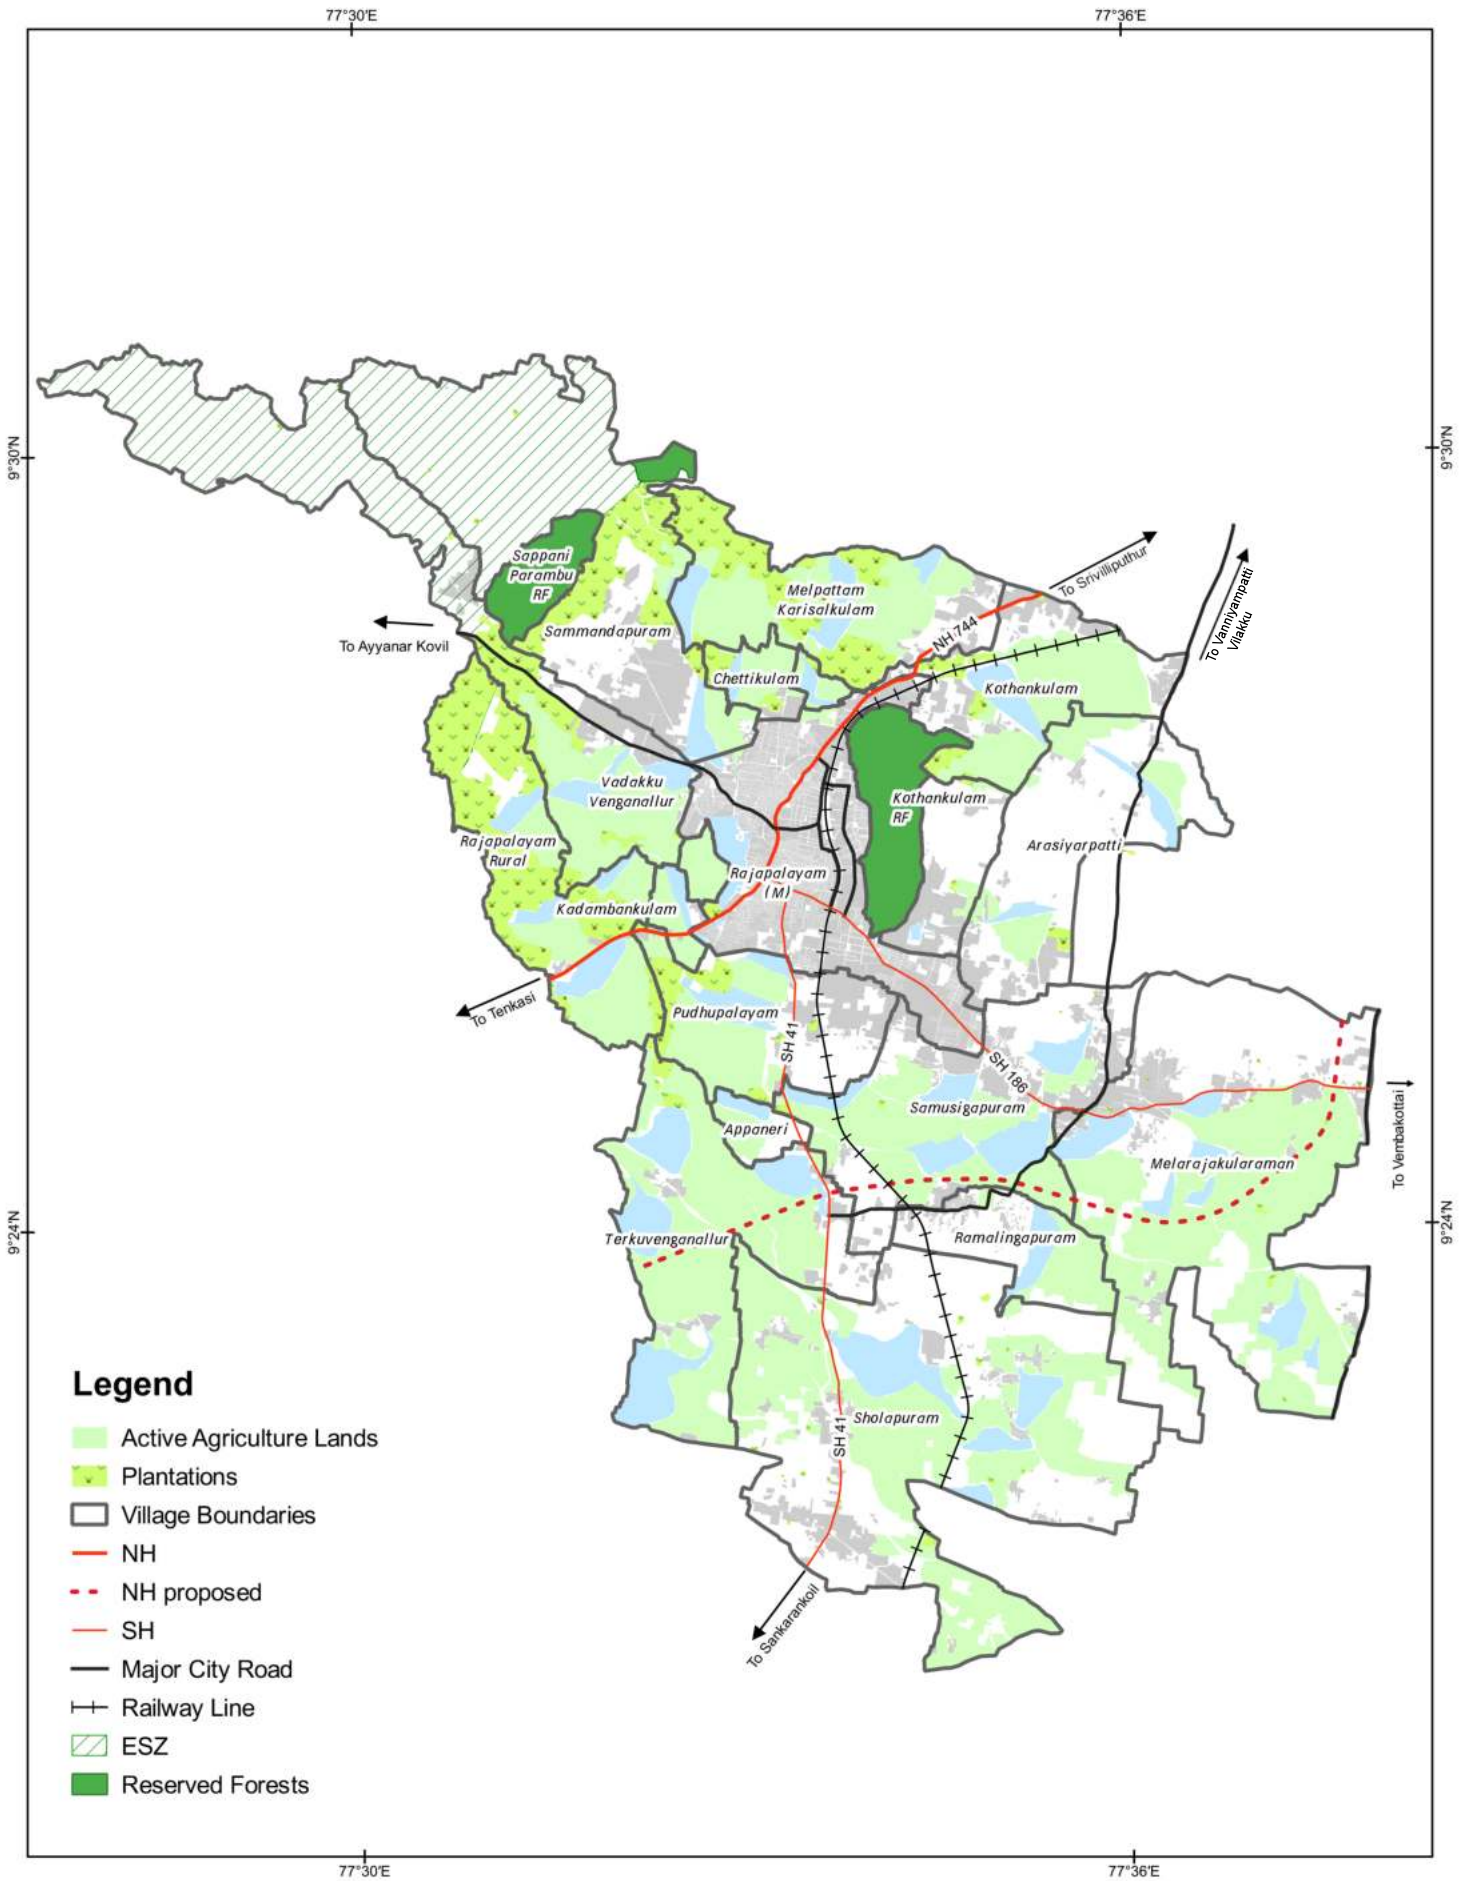 77°30'E
77°36'E
9°30'N
9°30'N
To Srivilliputhur
To Vanniyampatti
Vilakku
Sappani
Parambu
RF
Melpattam
Karisalkulam
NH 744
Sammandapuram
To Ayyanar Kovil
Chettikulam
Kothankulam
Vadakku
Venganallur
Kothankulam
RF
Rajapalayam
Rural
Arasiyarpatti
Rajapalayam
(M)
Kadambankulam
To Tenkasi
Pudhupalayam
SH 41
SH 186
Samusigapuram
Appaneri
To Vembakottai
Melarajakularaman
9°24'N
9°24'N
Terkuvenganallur
Ramalingapuram
Sholapuram
SH 41
To Sankarankoil
Legend
Active Agriculture Lands
Plantations
Village Boundaries
NH
NH proposed
SH
Major City Road
Railway Line
ESZ
Reserved Forests
77°30'E
77°36'E